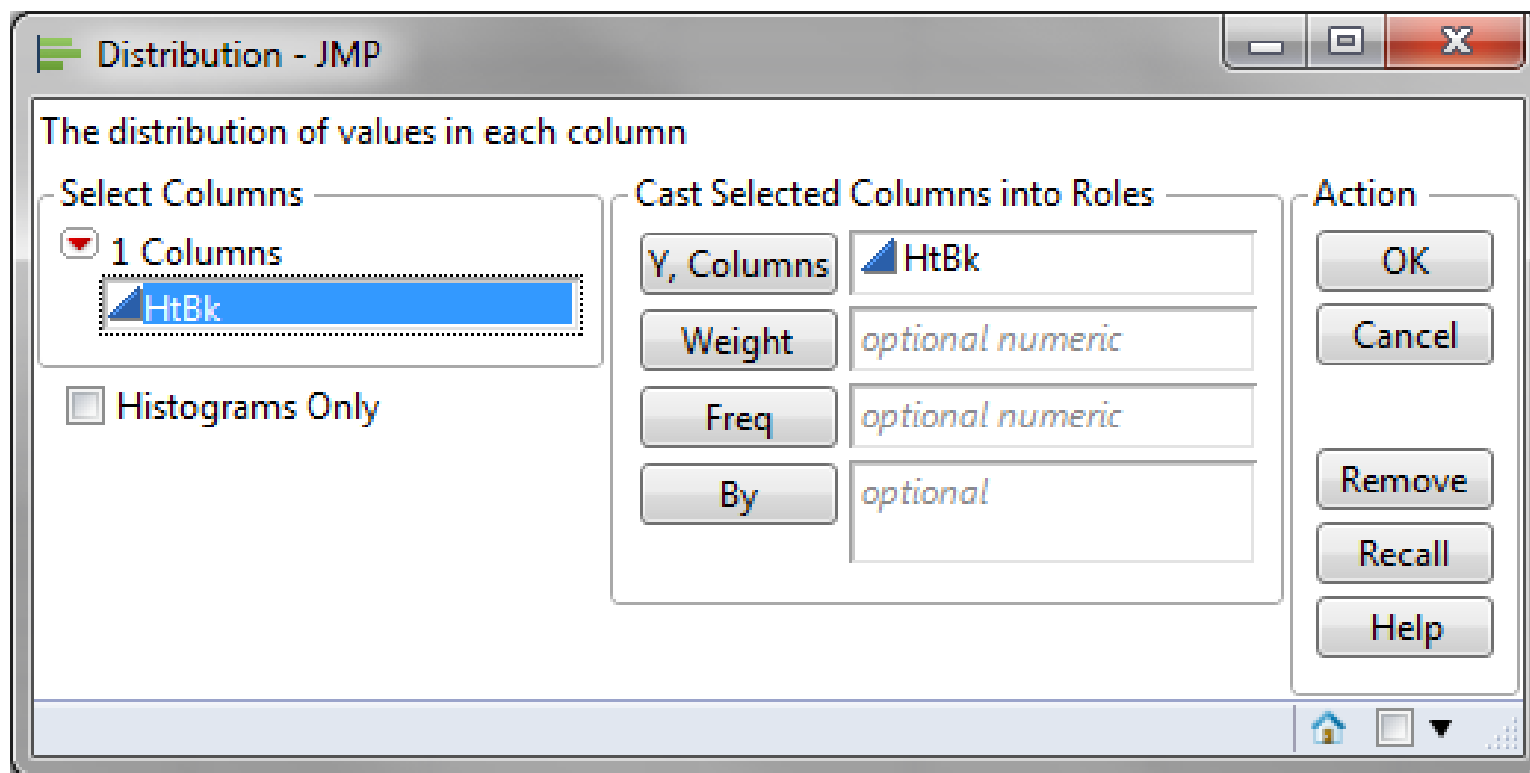 Distribution - JMP
The distribution of values in each column
Select Columns
1 Columns
HtBk
Histograms Only
Cast Selected Columns into Roles
Y, Columns HtBk
Weight optional numeric
Freq optional numeric
By optional
Action
OK
Cancel
Remove
Recall
Help